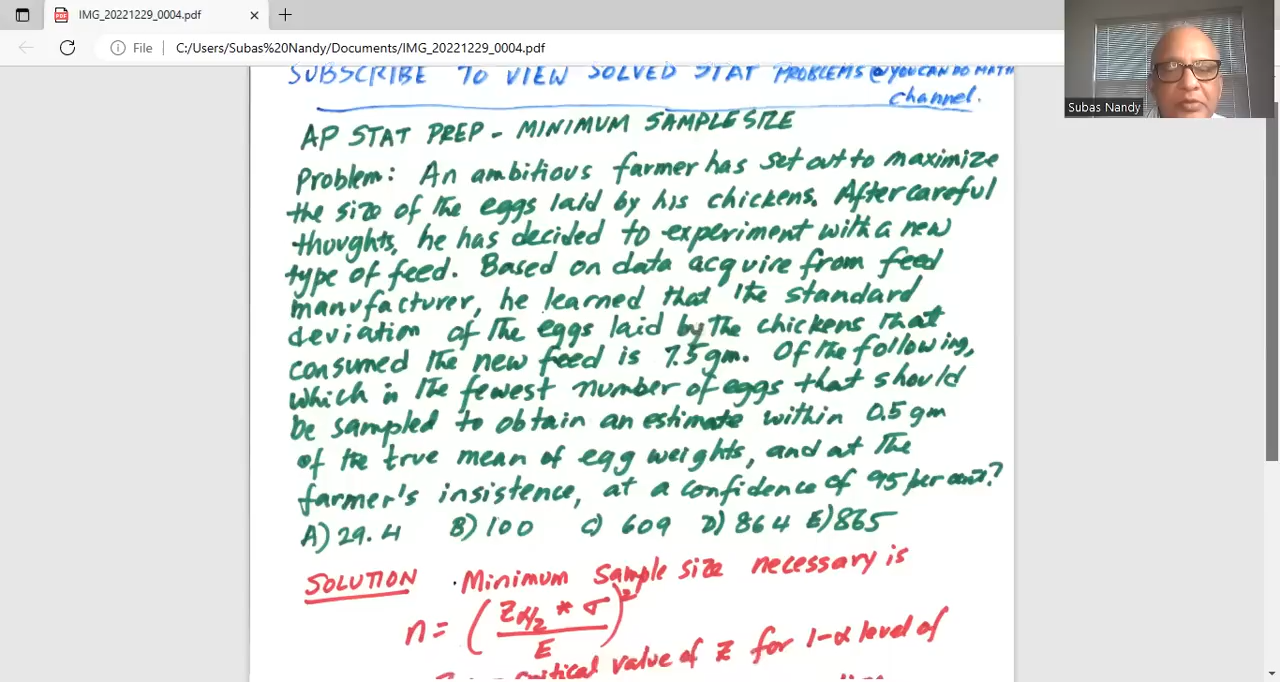 IMG_20221229_0004.pdf
File
C:/Users/Subas%20Nandy/Documents/IMG_20221229_0004.pdf
Subas Nandy
SUBSCRIBE TO VIEW SOLVED STAT PROBLEMS @YOUCANDOMATH
channel.
AP STAT PREP - MINIMUM SAMPLE SIZE
Problem: An ambitious farmer has set out to maximize
the size of the eggs laid by his chickens. After careful
thoughts, he has decided to experiment with a new
type of feed. Based on data acquire from feed
manufacturer, he learned that the standard
deviation of the eggs laid by the chickens that
consumed the new feed is 7.5 gm. Of the following,
which is the fewest number of eggs that should
be sampled to obtain an estimate within 0.5 gm
of the true mean of egg weights, and at the
farmer's insistence, at a confidence of 95 per cent?
A) 29.4 B) 100 C) 609 D) 864 E) 865
SOLUTION . Minimum sample size necessary is
n = (Zα/2 * σ / E)²
critical value of Z for 1-α level of